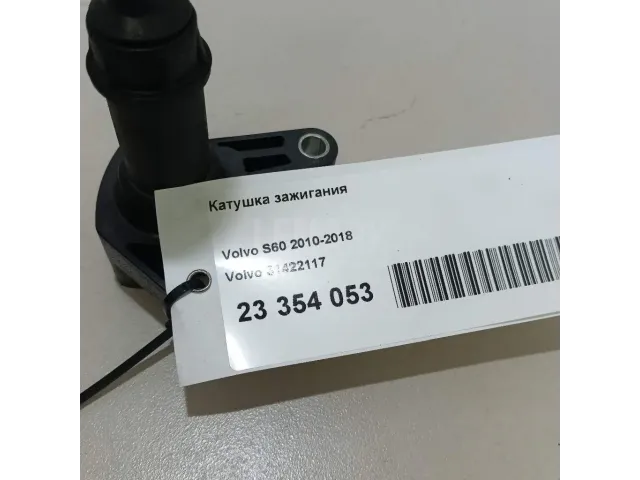 Катушка зажигания
Volvo S60 2010-2018
Volvo 31422117
23 354 053